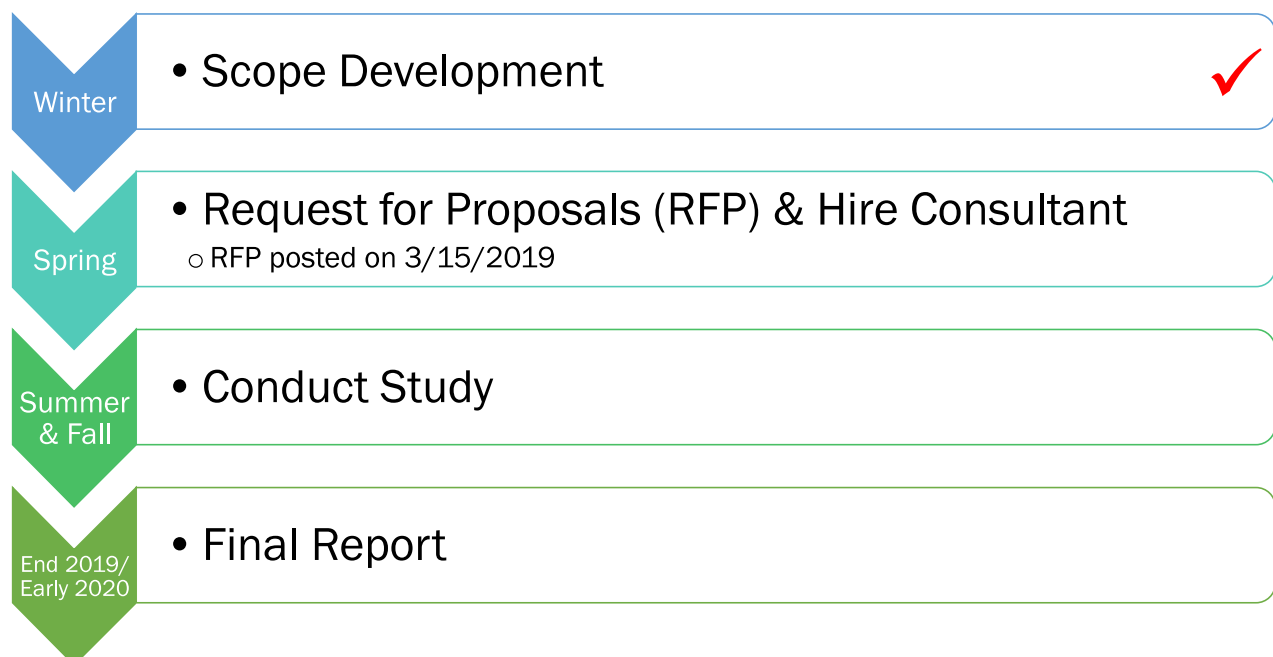 Winter
• Scope Development
Spring
• Request for Proposals (RFP) & Hire Consultant
o RFP posted on 3/15/2019
Summer
& Fall
• Conduct Study
End 2019/
Early 2020
• Final Report